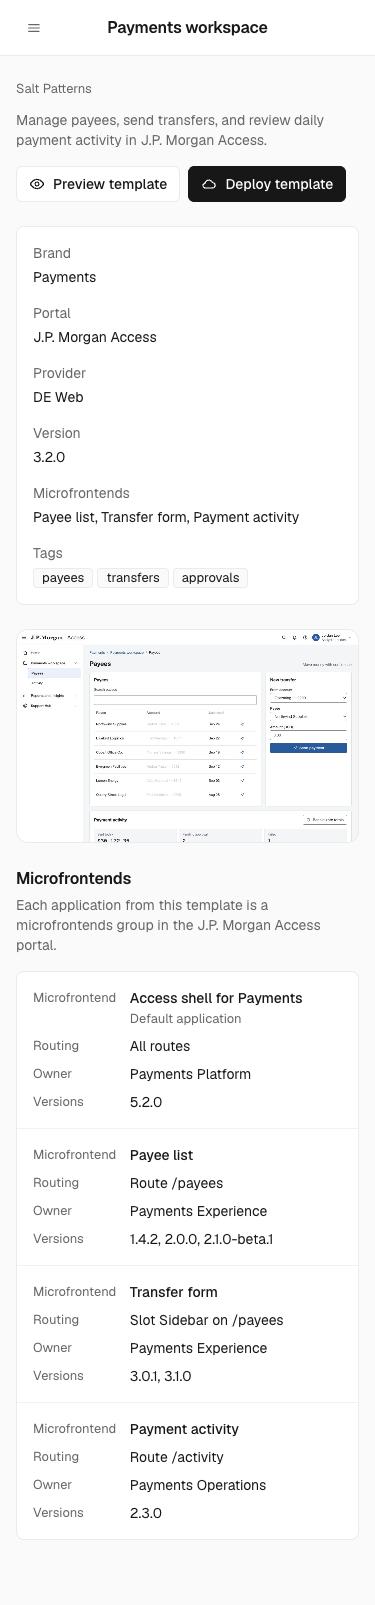 Payments workspace
Salt Patterns
Manage payees, send transfers, and review daily
payment activity in J.P. Morgan Access.
Preview template
Deploy template
Brand
Payments
Portal
J.P. Morgan Access
Provider
DE Web
Version
3.2.0
Microfrontends
Payee list, Transfer form, Payment activity
Tags
payees transfers approvals
J.P. Morgan Access
Payments workspace
Payees
Payees
New transfer
Payment activity
Microfrontends
Each application from this template is a
microfrontends group in the J.P. Morgan Access
portal.
Microfrontend Access shell for Payments
Default application
Routing All routes
Owner Payments Platform
Versions 5.2.0
Microfrontend Payee list
Routing Route /payees
Owner Payments Experience
Versions 1.4.2, 2.0.0, 2.1.0-beta.1
Microfrontend Transfer form
Routing Slot Sidebar on /payees
Owner Payments Experience
Versions 3.0.1, 3.1.0
Microfrontend Payment activity
Routing Route /activity
Owner Payments Operations
Versions 2.3.0